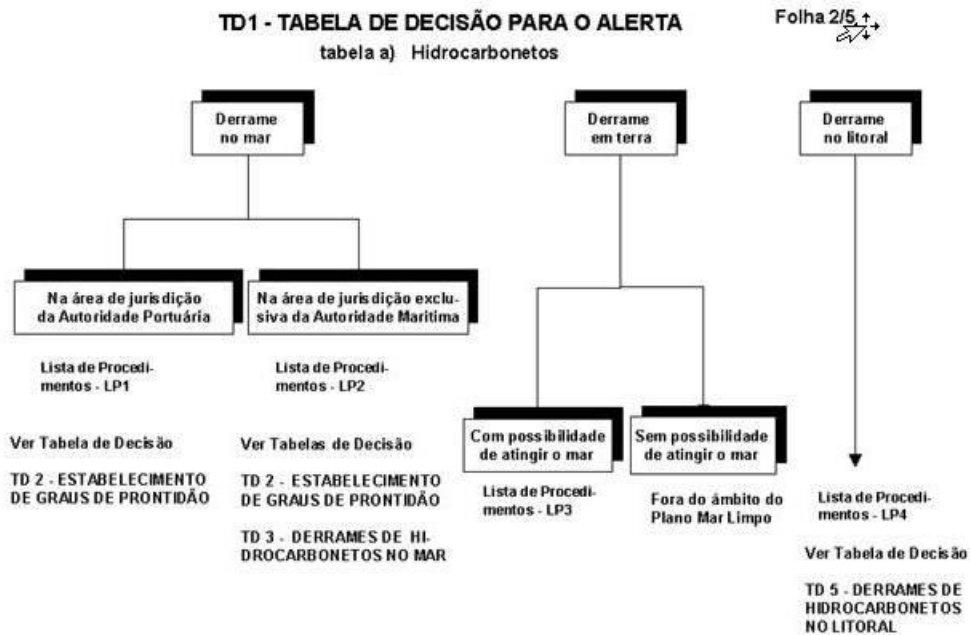 TD1 - TABELA DE DECISÃO PARA O ALERTA
Folha 2/5
tabela a) Hidrocarbonetos
Derrame
no mar
Derrame
em terra
Derrame
no litoral
Na área de jurisdição
da Autoridade Portuária
Na área de jurisdição exclu-
siva da Autoridade Maritima
Lista de Procedi-
mentos - LP1
Lista de Procedi-
mentos - LP2
Com possibilidade
de atingir o mar
Sem possibilidade
de atingir o mar
Ver Tabela de Decisão
TD 2 - ESTABELECIMENTO
DE GRAUS DE PRONTIDÃO
Ver Tabelas de Decisão
TD 2 - ESTABELECIMENTO
DE GRAUS DE PRONTIDÃO
TD 3 - DERRAMES DE HI-
DROCARBONETOS NO MAR
Lista de Procedi-
mentos - LP3
Fora do âmbito do
Plano Mar Limpo
Lista de Procedi-
mentos - LP4
Ver Tabela de Decisão
TD 5 - DERRAMES DE
HIDROCARBONETOS
NO LITORAL